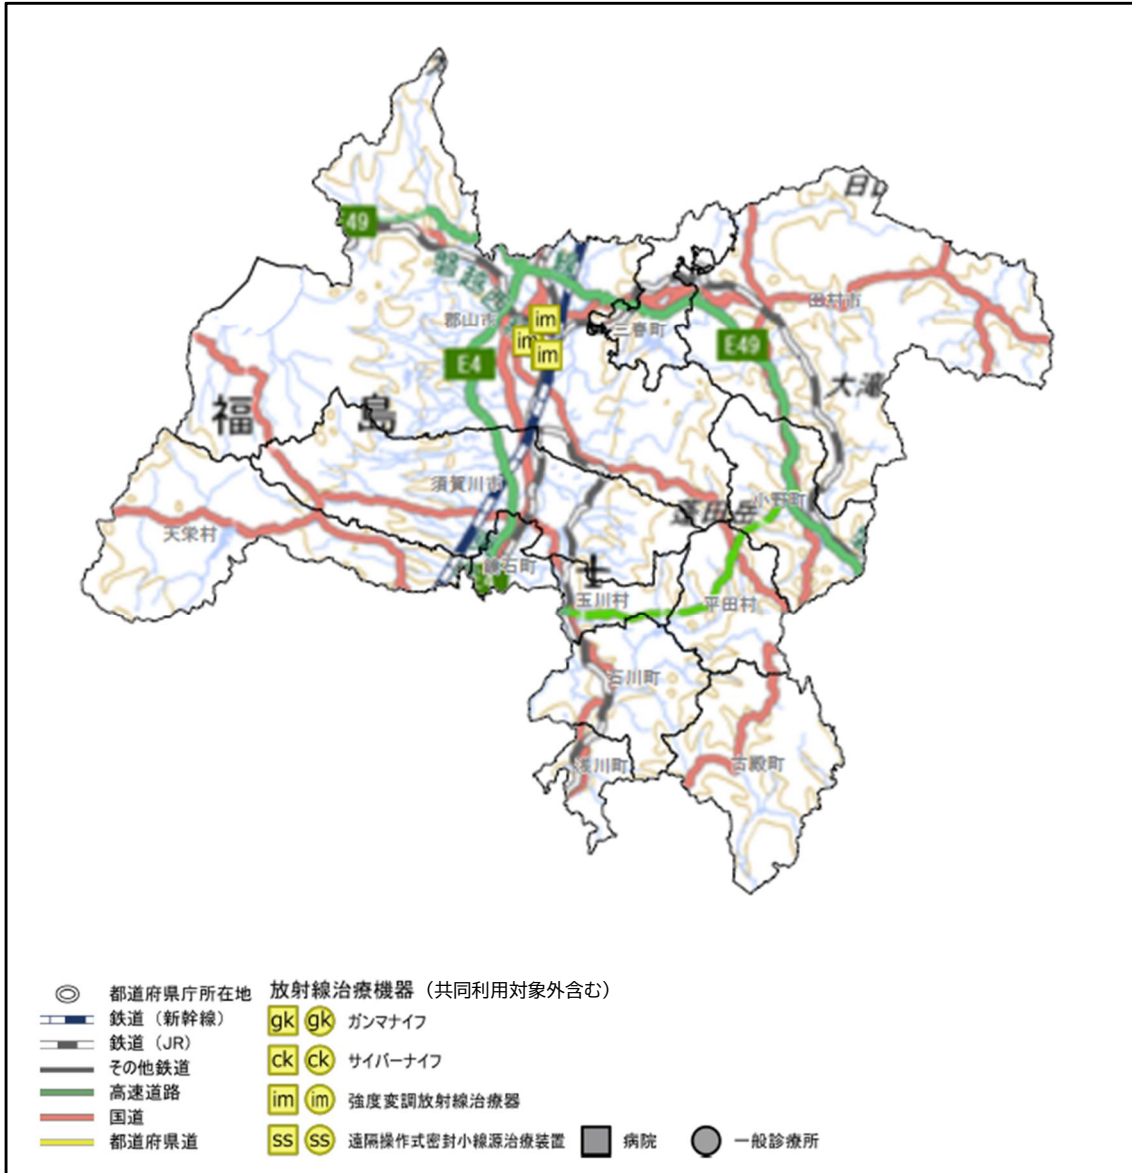 日山
49
磐越西線
田村市
郡山市
im
三春町
im
im
E49
E4
大滝
福島
須賀川市
小野町
蓬田岳
天栄村
鏡石町
玉川村
平田村
石川町
浅川町
古殿町
都道府県庁所在地
放射線治療機器（共同利用対象外含む）
鉄道（新幹線）
gk gk ガンマナイフ
鉄道（JR）
その他鉄道
ck ck サイバーナイフ
高速道路
im im 強度変調放射線治療器
国道
都道府県道
ss ss 遠隔操作式密封小線源治療装置
病院
一般診療所